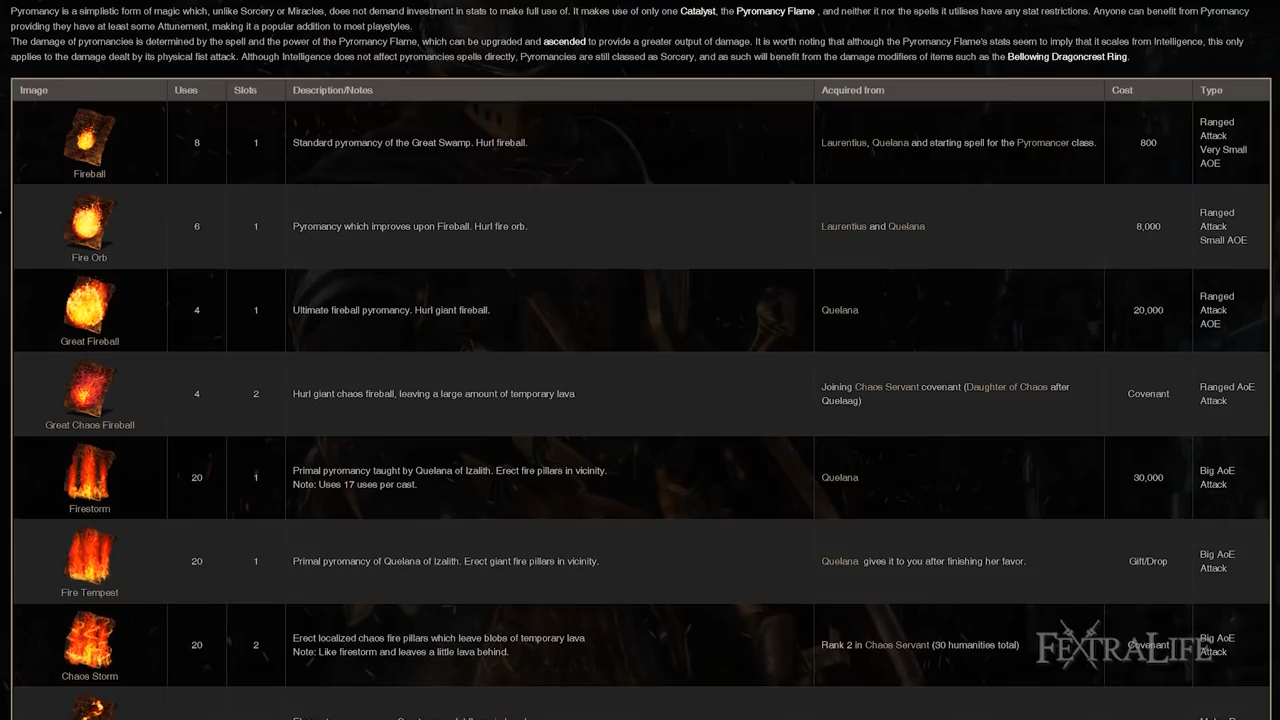 Pyromancy is a simplistic form of magic which, unlike Sorcery or Miracles, does not demand investment in stats to make full use of. It makes use of only one Catalyst, the Pyromancy Flame , and neither it nor the spells it utilises have any stat restrictions. Anyone can benefit from Pyromancy
providing they have at least some Attunement, making it a popular addition to most playstyles.
The damage of pyromancies is determined by the spell and the power of the Pyromancy Flame, which can be upgraded and ascended to provide a greater output of damage. It is worth noting that although the Pyromancy Flame's stats seem to imply that it scales from Intelligence, this only
applies to the damage dealt by its physical fist attack. Although Intelligence does not affect pyromancies spells directly, Pyromancies are still classed as Sorcery, and as such will benefit from the damage modifiers of items such as the Bellowing Dragoncrest Ring.
Image Uses Slots Description/Notes Acquired from Cost Type
Fireball
8
1
Standard pyromancy of the Great Swamp. Hurl fireball.
Laurentius, Quelana and starting spell for the Pyromancer class.
800
Ranged
Attack
Very Small
AOE
Fire Orb
6
1
Pyromancy which improves upon Fireball. Hurl fire orb.
Laurentius and Quelana
8,000
Ranged
Attack
Small AOE
Great Fireball
4
1
Ultimate fireball pyromancy. Hurl giant fireball.
Quelana
20,000
Ranged
Attack
AOE
Great Chaos Fireball
4
2
Hurl giant chaos fireball, leaving a large amount of temporary lava
Joining Chaos Servant covenant (Daughter of Chaos after
Quelaag)
Covenant
Ranged AoE
Attack
Firestorm
20
1
Primal pyromancy taught by Quelana of Izalith. Erect fire pillars in vicinity.
Note: Uses 17 uses per cast.
Quelana
30,000
Big AoE
Attack
Fire Tempest
20
1
Primal pyromancy of Quelana of Izalith. Erect giant fire pillars in vicinity.
Quelana gives it to you after finishing her favor.
Gift/Drop
Big AoE
Attack
Chaos Storm
20
2
Erect localized chaos fire pillars which leave blobs of temporary lava
Note: Like firestorm and leaves a little lava behind.
Rank 2 in Chaos Servant (30 humanities total)
Covenant
Big AoE
Attack
FEXTRALIFE